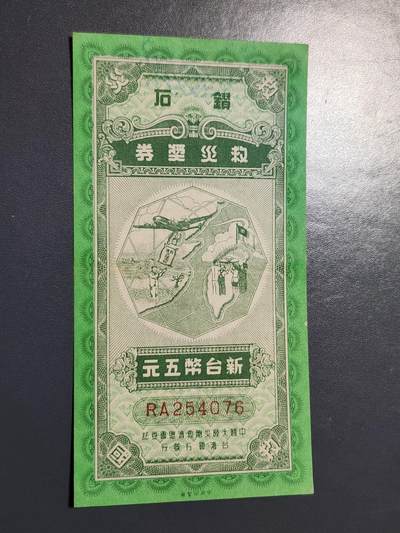 鑽石
救災獎券
新台幣五元
RA254076
中國大陸災胞救濟總會委託
台灣銀行發行